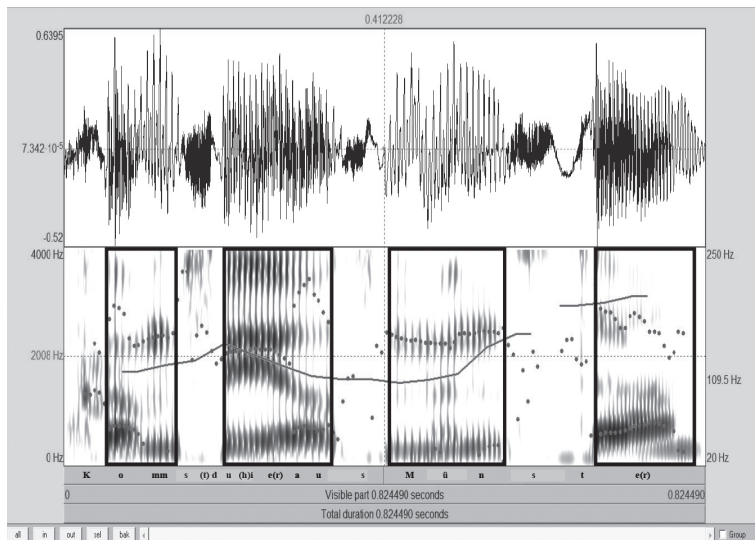 0.412228
0.6395
7.342·10-5
-0.52
4000 Hz 250 Hz
2008 Hz 109.5 Hz
0 Hz 20 Hz
K o mm s (t) d u (h)i e(r) a u s M ü n s t e(r)
0 Visible part 0.824490 seconds 0.824490
Total duration 0.824490 seconds
all in out sel bak Group